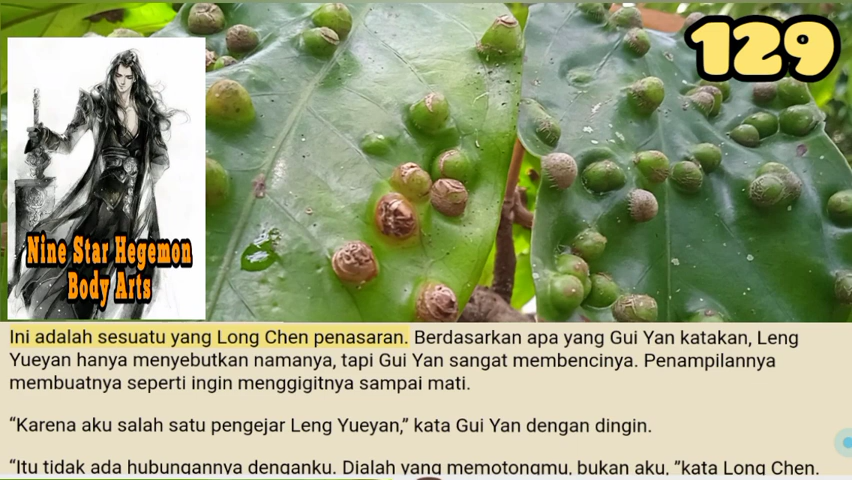 129
Nine Star Hegemon
Body Arts
Ini adalah sesuatu yang Long Chen penasaran. Berdasarkan apa yang Gui Yan katakan, Leng
Yueyan hanya menyebutkan namanya, tapi Gui Yan sangat membencinya. Penampilannya
membuatnya seperti ingin menggigitnya sampai mati.
“Karena aku salah satu pengejar Leng Yueyan,” kata Gui Yan dengan dingin.
“Itu tidak ada hubungannya denganku. Dialah yang memotongmu, bukan aku, ”kata Long Chen.